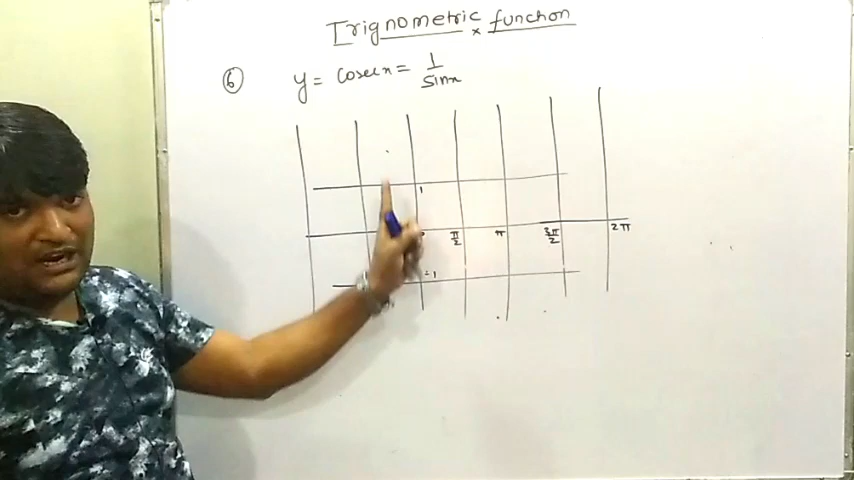 Trignometric function
6 y = cosecx = 1/sinx
1
π/2 π 3π/2 2π
-1